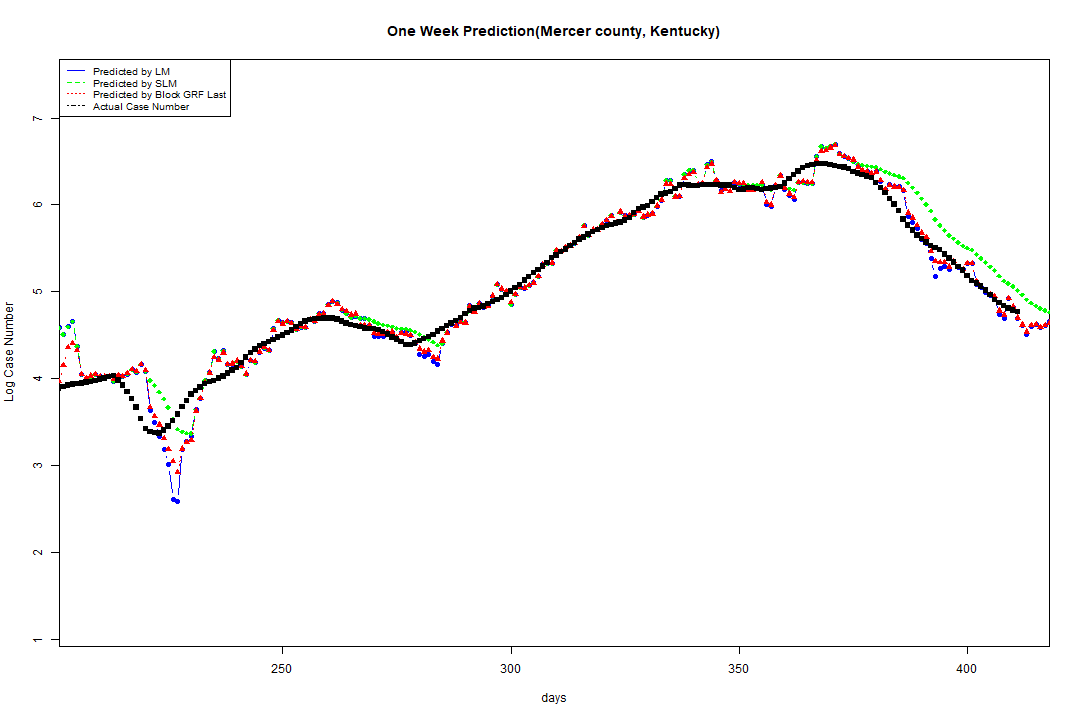 One Week Prediction(Mercer county, Kentucky)
Predicted by LM
Predicted by SLM
Predicted by Block GRF Last
Actual Case Number
7
6
5
4
3
2
1
Log Case Number
250 300 350 400
days